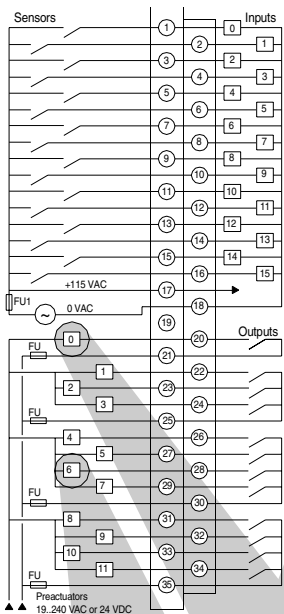 Sensors Inputs
1 0
2 1
3 2
4 3
5 4
6 5
7 6
8 7
9 8
10 9
11 10
12 11
13 12
14 13
15 14
16 15
+115 VAC 17
FU1 0 VAC 18
~
19
0 20 Outputs
FU 21
1 22
2 23
3 24
FU 25
4 26
5 27
6 28
7 29
FU 30
8 31
9 32
10 33
11 34
FU 35
Preactuators
19..240 VAC or 24 VDC